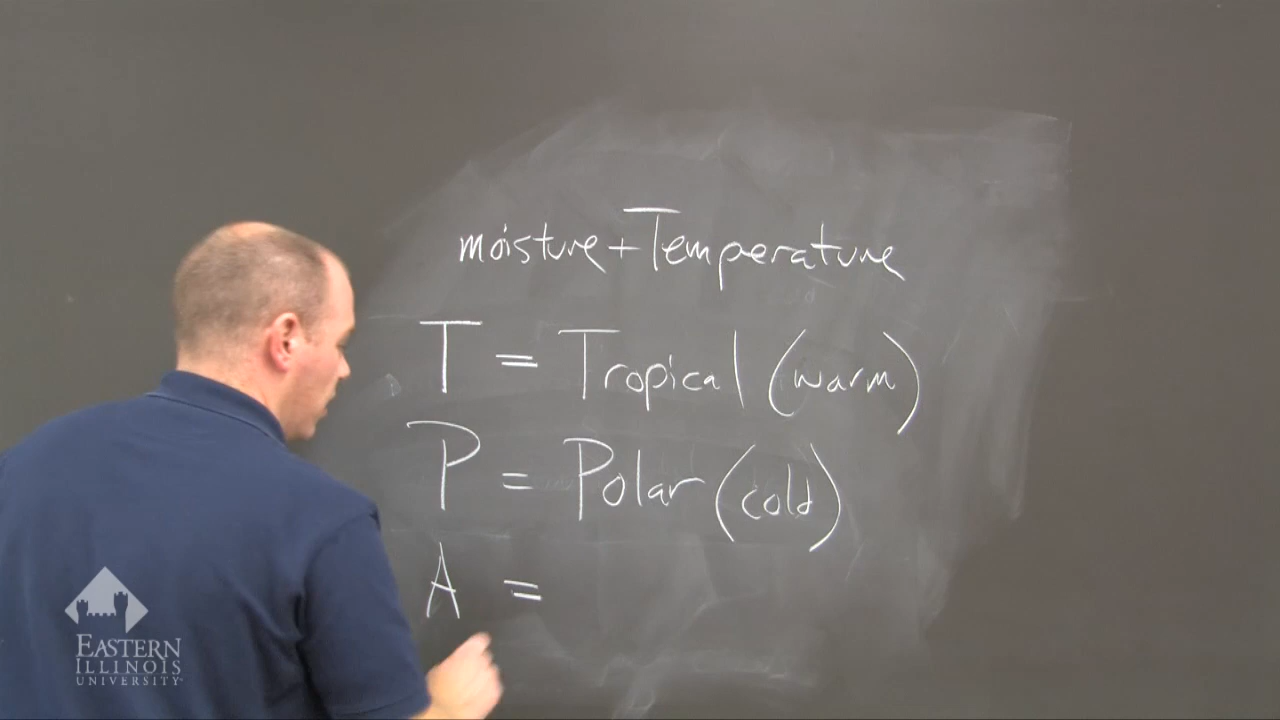 moisture + Temperature
T = Tropical (warm)
P = Polar (cold)
A =
EASTERN
ILLINOIS
UNIVERSITY